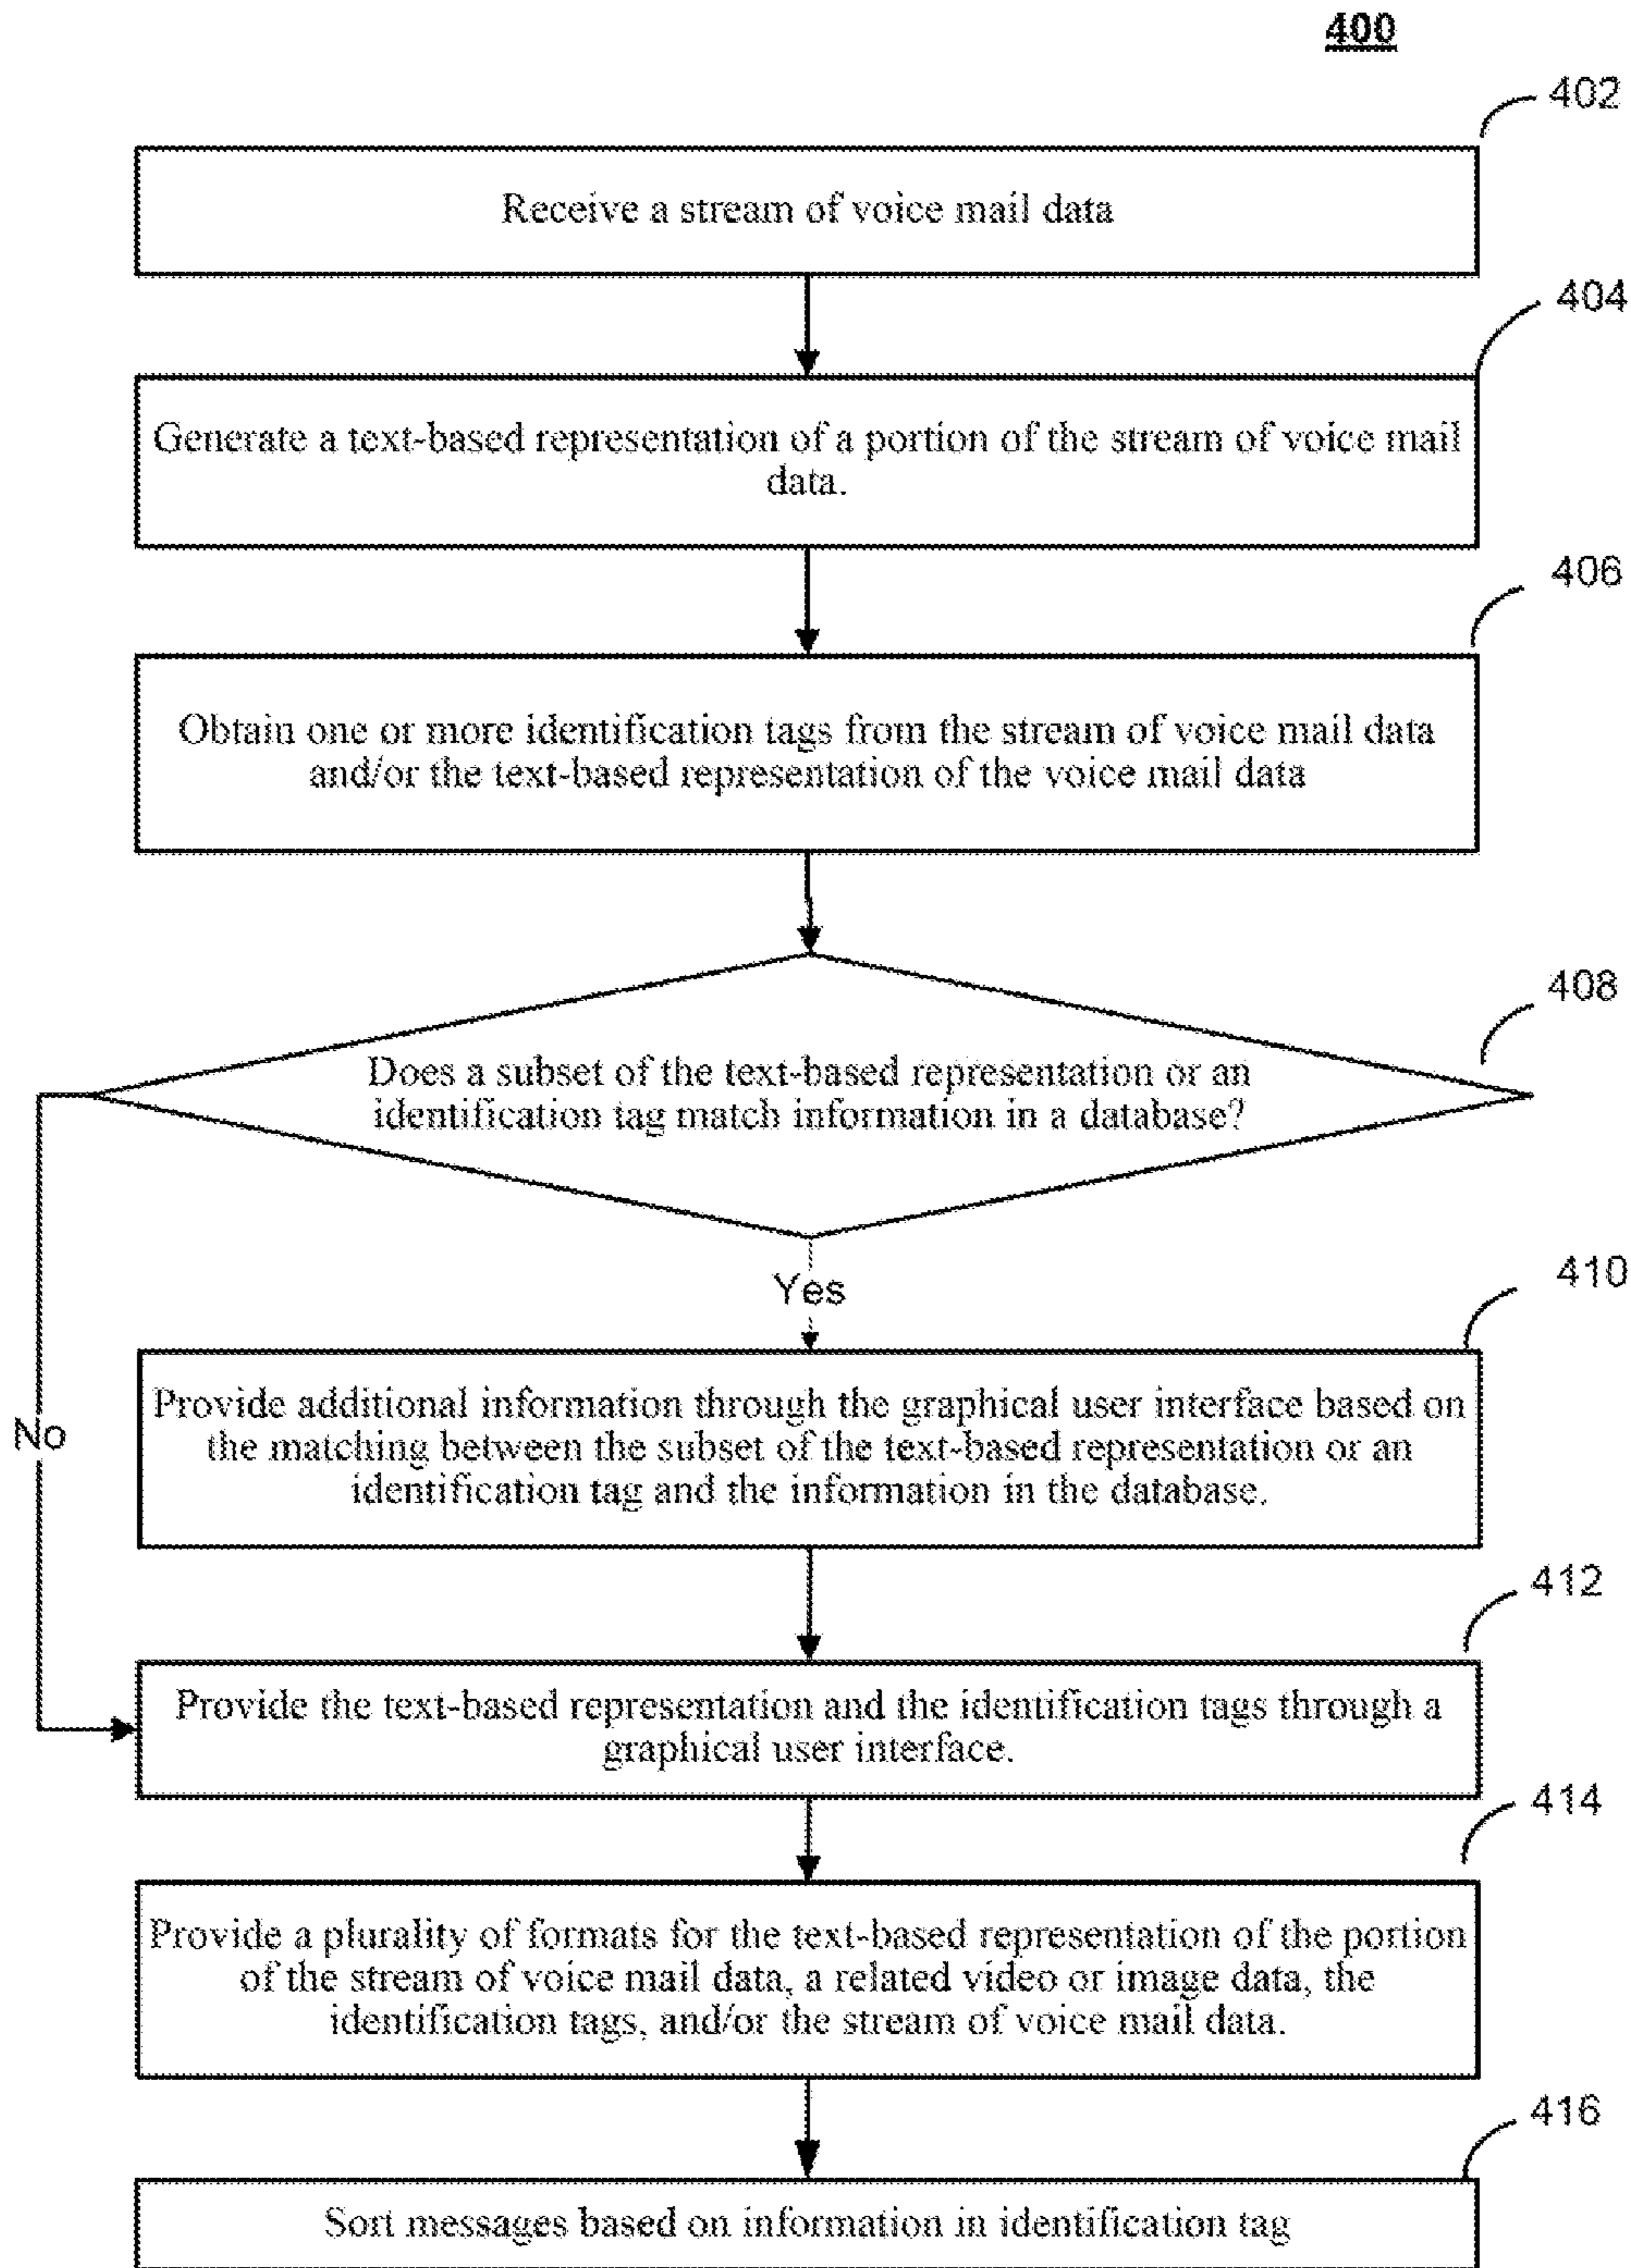 400
402
Receive a stream of voice mail data
404
Generate a text-based representation of a portion of the stream of voice mail
data.
406
Obtain one or more identification tags from the stream of voice mail data
and/or the text-based representation of the voice mail data
408
Does a subset of the text-based representation or an
identification tag match information in a database?
Yes
410
Provide additional information through the graphical user interface based on
the matching between the subset of the text-based representation or an
identification tag and the information in the database.
No
412
Provide the text-based representation and the identification tags through a
graphical user interface.
414
Provide a plurality of formats for the text-based representation of the portion
of the stream of voice mail data, a related video or image data, the
identification tags, and/or the stream of voice mail data.
416
Sort messages based on information in identification tag